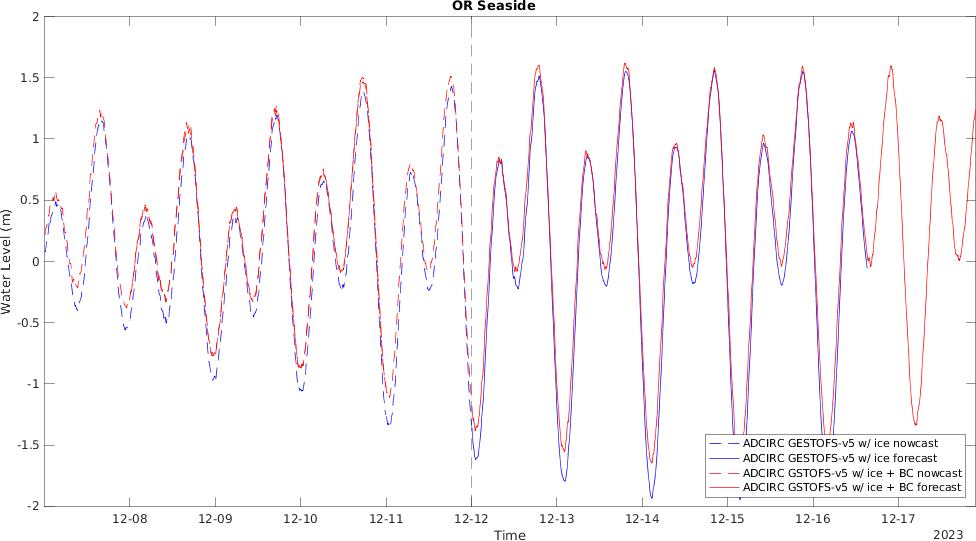 OR Seaside
2
1.5
1
0.5
0
-0.5
-1
-1.5
-2
Water Level (m)
ADCIRC GESTOFS-v5 w/ ice nowcast
ADCIRC GESTOFS-v5 w/ ice forecast
ADCIRC GSTOFS-v5 w/ ice + BC nowcast
ADCIRC GSTOFS-v5 w/ ice + BC forecast
12-08 12-09 12-10 12-11 12-12 12-13 12-14 12-15 12-16 12-17
Time
2023